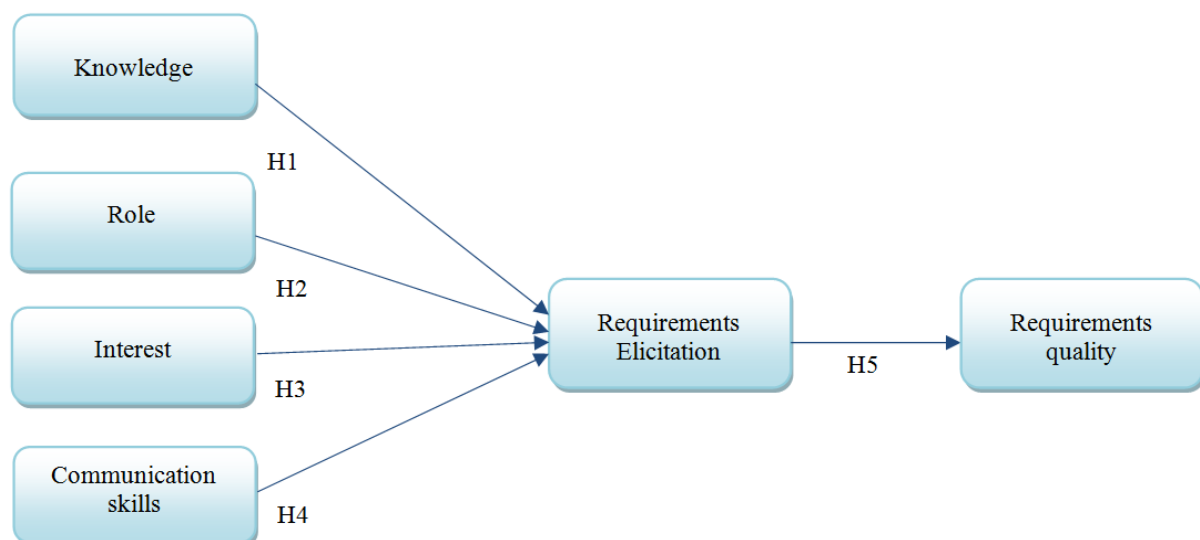 Knowledge
H1
Role
H2
Interest
H3
Communication
skills
H4
Requirements
Elicitation
H5
Requirements
quality